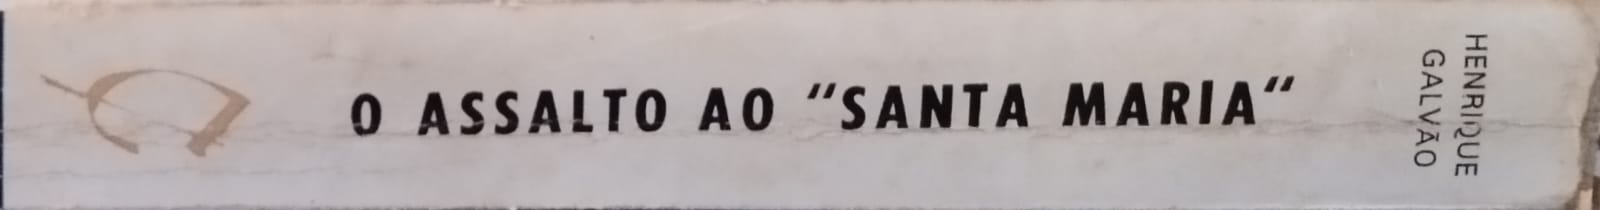 O ASSALTO AO "SANTA MARIA"
HENRIQUE
GALVÃO